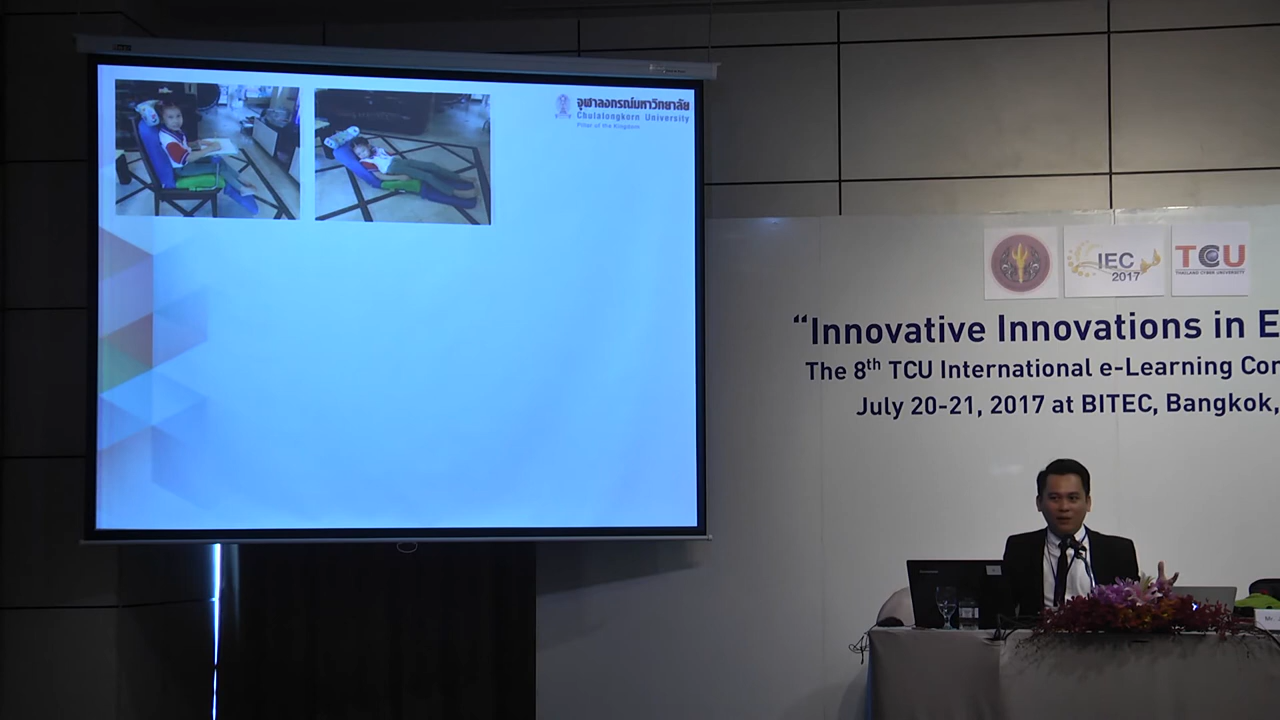 จุฬาลงกรณ์มหาวิทยาลัย
Chulalongkorn University
Pillar of the Kingdom
IEC
2017
TCU
THAILAND CYBER UNIVERSITY
“Innovative Innovations in E
The 8th TCU International e-Learning Con
July 20-21, 2017 at BITEC, Bangkok,
Mr.